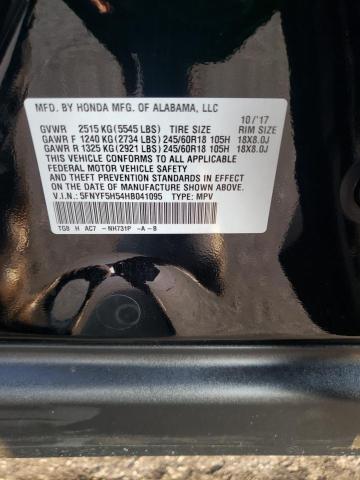 MFD. BY HONDA MFG. OF ALABAMA, LLC
10/'17
GVWR 2515 KG(5545 LBS) TIRE SIZE RIM SIZE
GAWR F 1240 KG(2734 LBS)245/60R18 105H 18X8.0J
GAWR R 1325 KG(2921 LBS)245/60R18 105H 18X8.0J
THIS VEHICLE CONFORMS TO ALL APPLICABLE
FEDERAL MOTOR VEHICLE SAFETY AND
THEFT PREVENTION STANDARDS IN EFFECT
ON THE DATE OF MANUFACTURE SHOWN ABOVE.
V.I.N.: 5FNYF5H54HB041095 TYPE: MPV
TG8 H AC7 -NH731P -A -B